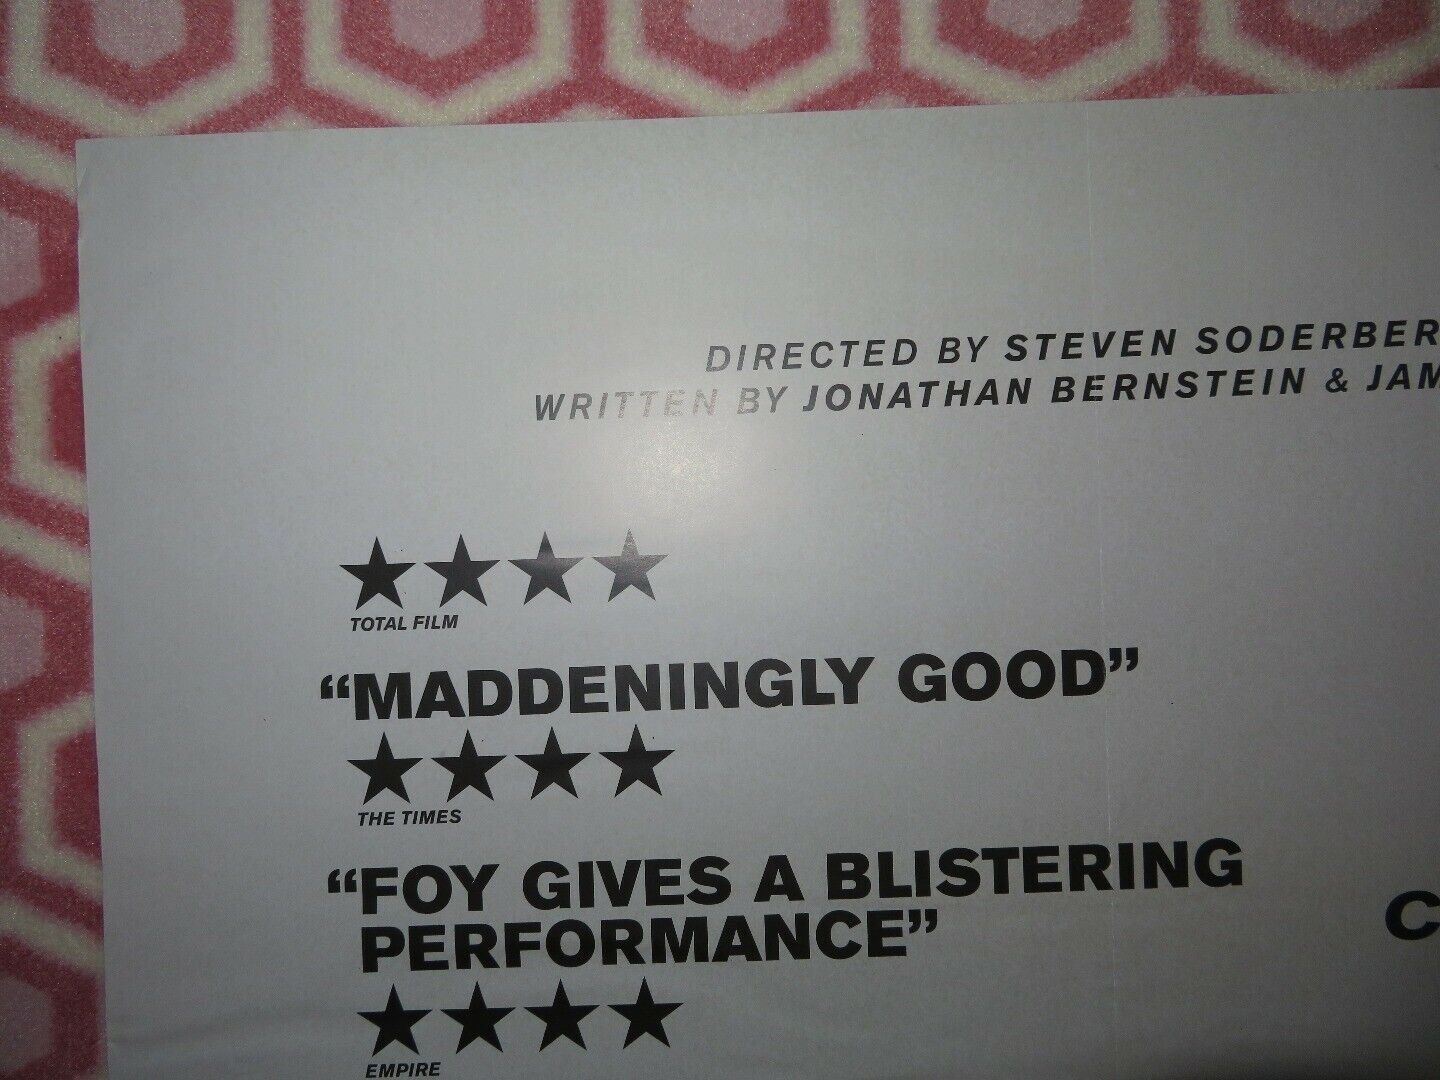 DIRECTED BY STEVEN SODERBER
WRITTEN BY JONATHAN BERNSTEIN & JAM
★★★★
TOTAL FILM
“MADDENINGLY GOOD”
★★★★
THE TIMES
“FOY GIVES A BLISTERING
PERFORMANCE”
C
★★★★
EMPIRE